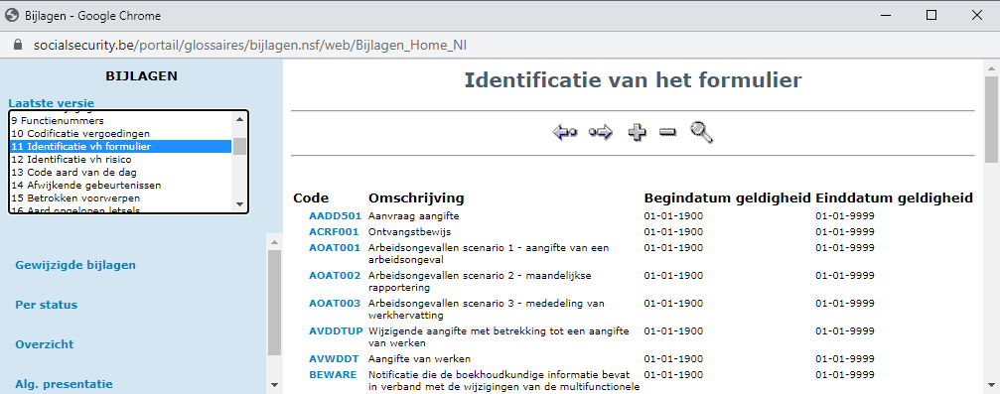 Bijlagen - Google Chrome
socialsecurity.be/portail/glossaires/bijlagen.nsf/web/Bijlagen_Home_Nl
BIJLAGEN
Laatste versie
9 Functienummers
10 Codificatie vergoedingen
11 Identificatie vh formulier
12 Identificatie vh risico
13 Code aard van de dag
14 Afwijkende gebeurtenissen
15 Betrokken voorwerpen
16 Aard opgelopen letsels
Gewijzigde bijlagen
Per status
Overzicht
Alg. presentatie
Identificatie van het formulier
Code Omschrijving Begindatum geldigheid Einddatum geldigheid
AADD501 Aanvraag aangifte 01-01-1900 01-01-9999
ACRF001 Ontvangstbewijs 01-01-1900 01-01-9999
AOAT001 Arbeidsongevallen scenario 1 - aangifte van een 01-01-1900 01-01-9999
arbeidsongeval
AOAT002 Arbeidsongevallen scenario 2 - maandelijkse 01-01-1900 01-01-9999
rapportering
AOAT003 Arbeidsongevallen scenario 3 - mededeling van 01-01-1900 01-01-9999
werkhervatting
AVDDTUP Wijzigende aangifte met betrekking tot een aangifte 01-01-1900 01-01-9999
van werken
AVWDDT Aangifte van werken 01-01-1900 01-01-9999
BEWARE Notificatie die de boekhoudkundige informatie bevat 01-01-1900 01-01-9999
in verband met de wijzigingen van de multifunctionele